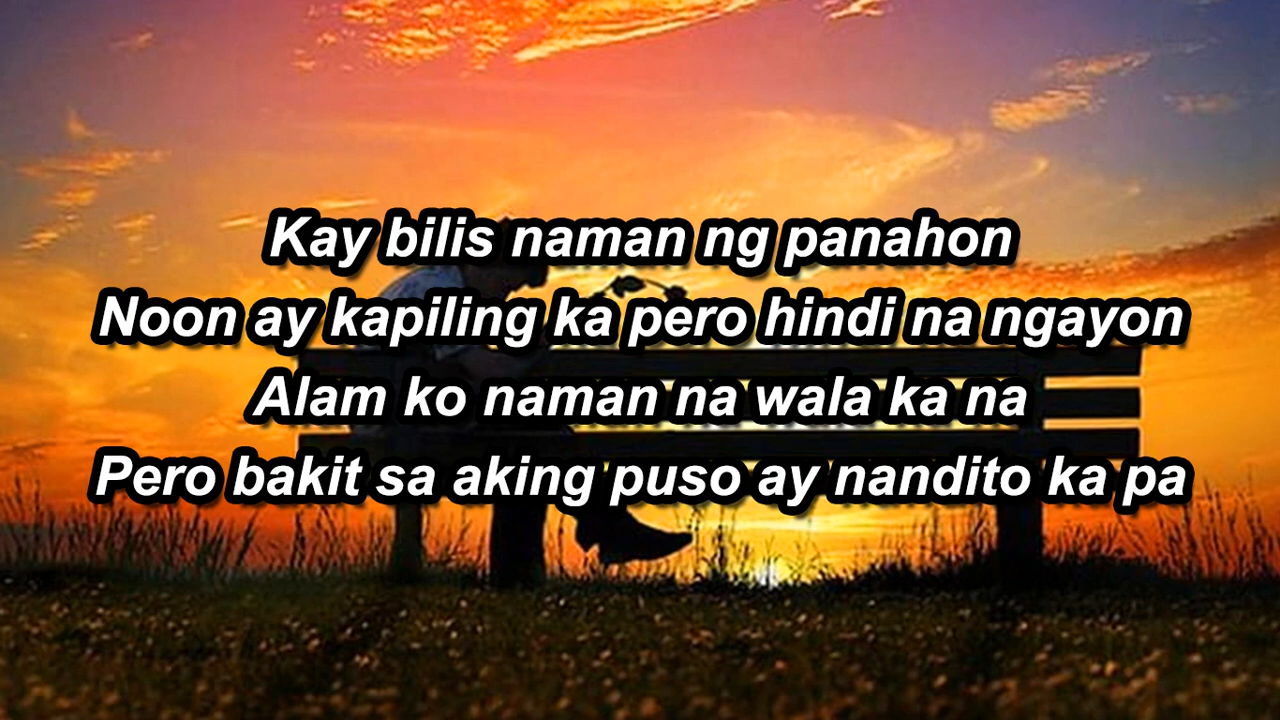 Kay bilis naman ng panahon
Noon ay kapiling ka pero hindi na ngayon
Alam ko naman na wala ka na
Pero bakit sa aking puso ay nandito ka pa